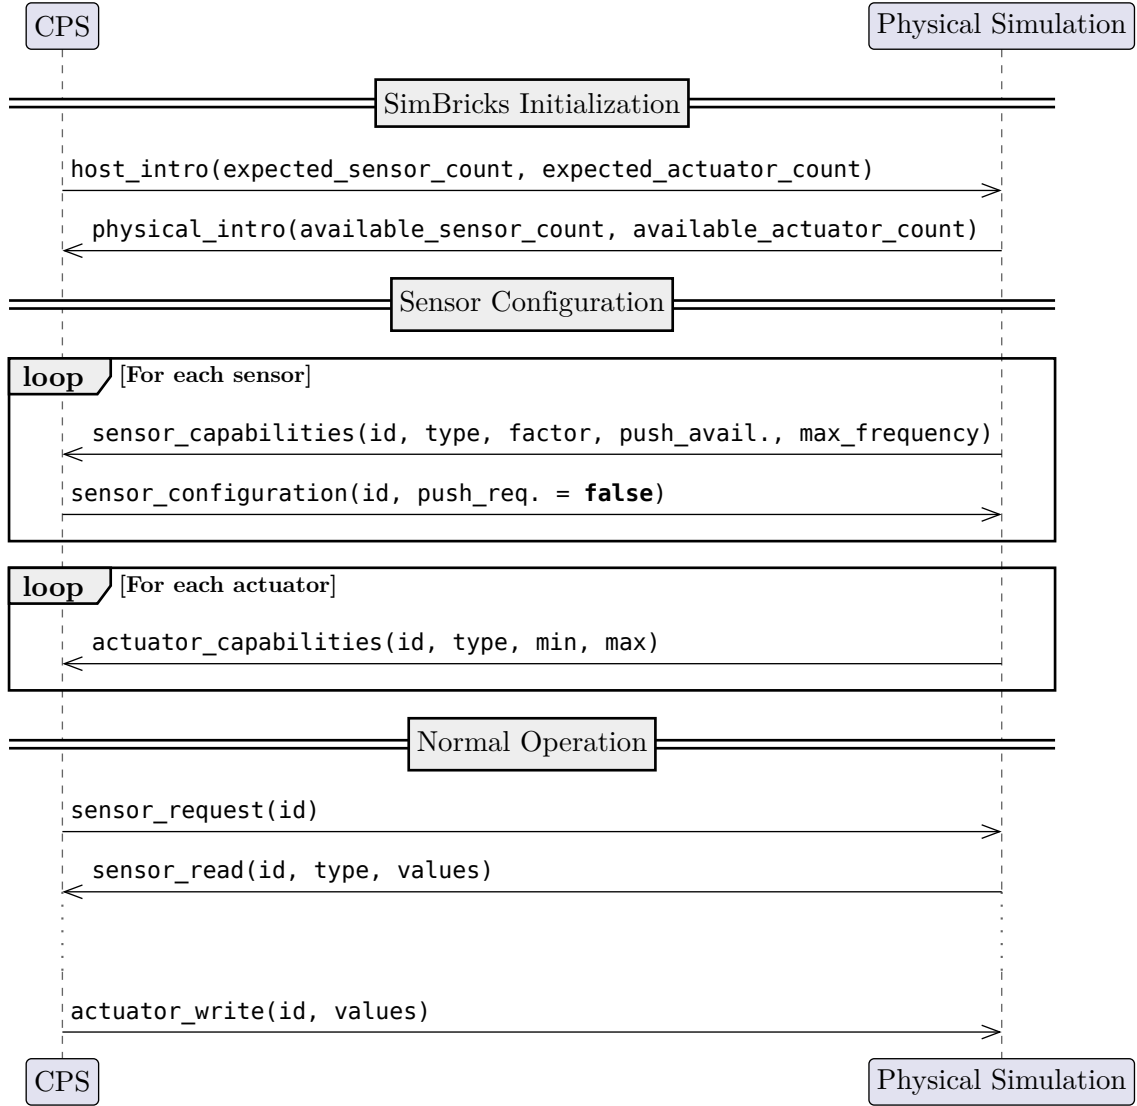 CPS
Physical Simulation
SimBricks Initialization
host_intro(expected_sensor_count, expected_actuator_count)
physical_intro(available_sensor_count, available_actuator_count)
Sensor Configuration
loop [For each sensor]
sensor_capabilities(id, type, factor, push_avail., max_frequency)
sensor_configuration(id, push_req. = false)
loop [For each actuator]
actuator_capabilities(id, type, min, max)
Normal Operation
sensor_request(id)
sensor_read(id, type, values)
actuator_write(id, values)
CPS
Physical Simulation